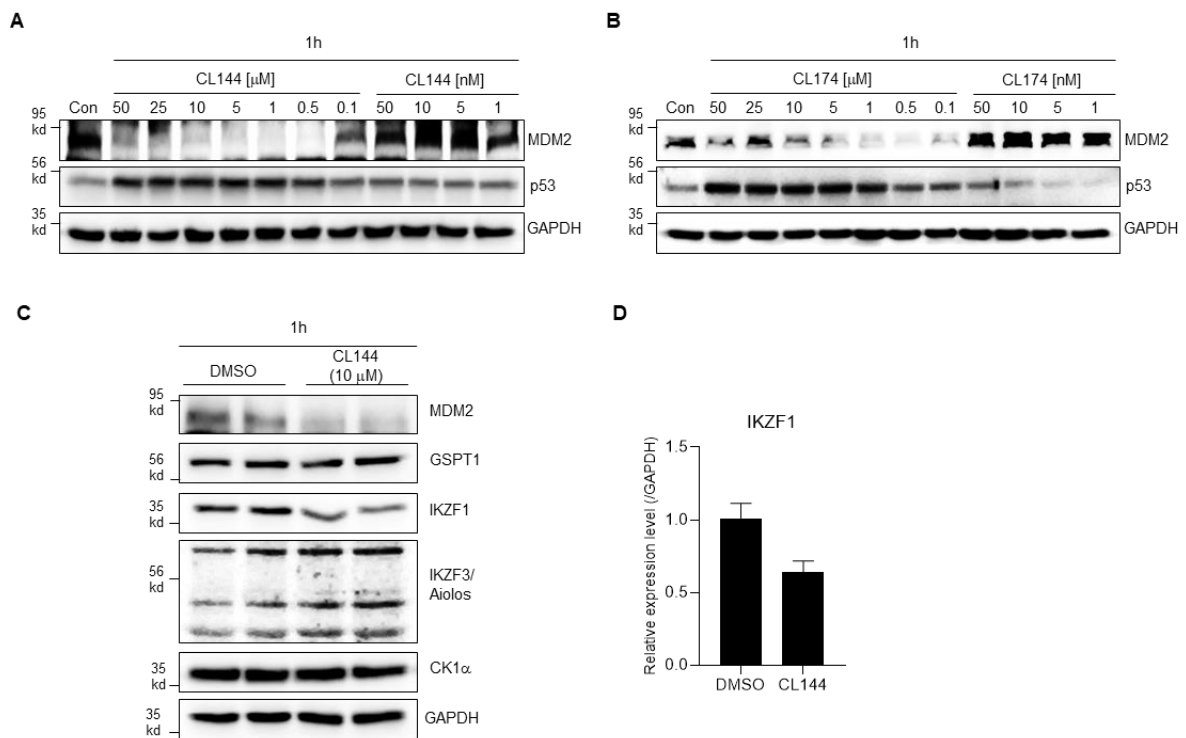 A
1h
CL144 [μM] CL144 [nM]
Con 50 25 10 5 1 0.5 0.1 50 10 5 1
95
kd
MDM2
56
kd
p53
35
kd
GAPDH
B
1h
CL174 [μM] CL174 [nM]
Con 50 25 10 5 1 0.5 0.1 50 10 5 1
95
kd
MDM2
56
kd
p53
35
kd
GAPDH
C
1h
DMSO CL144
(10 μM)
95
kd
MDM2
56
kd
GSPT1
35
kd
IKZF1
56
kd
IKZF3/
Aiolos
35
kd
CK1α
35
kd
GAPDH
D
IKZF1
Relative expression level (/GAPDH)
1.5
1.0
0.5
0.0
DMSO CL144